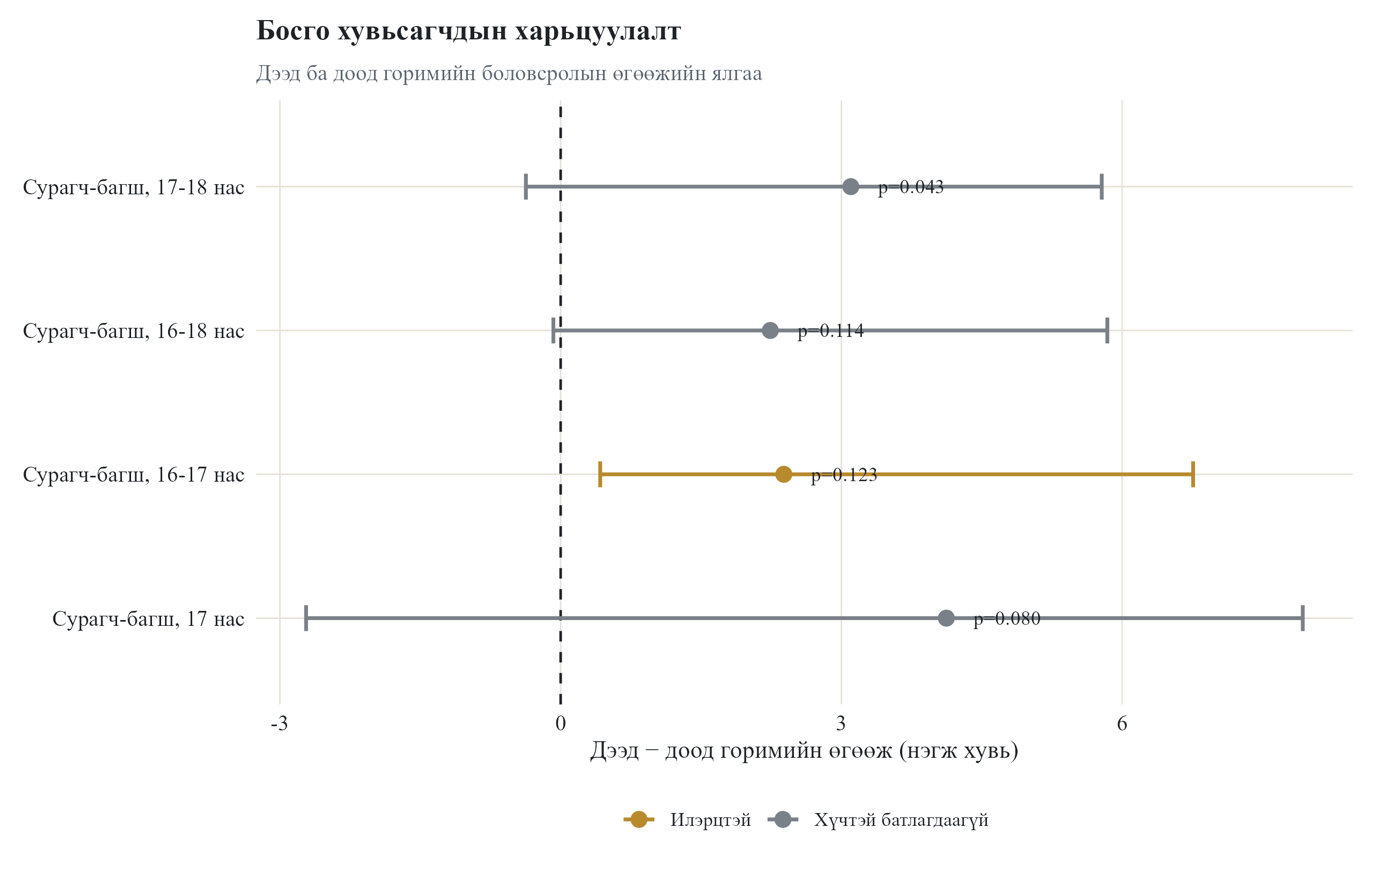 Босго хувьсагчдын харьцуулалт
Дээд ба доод горимийн боловсролын өгөөжийн ялгаа
Сурагч-багш, 17-18 нас
p=0.043
Сурагч-багш, 16-18 нас
p=0.114
Сурагч-багш, 16-17 нас
p=0.123
Сурагч-багш, 17 нас
p=0.080
-3 0 3 6
Дээд − доод горимийн өгөөж (нэгж хувь)
Илэрцтэй Хүчтэй батлагдаагүй